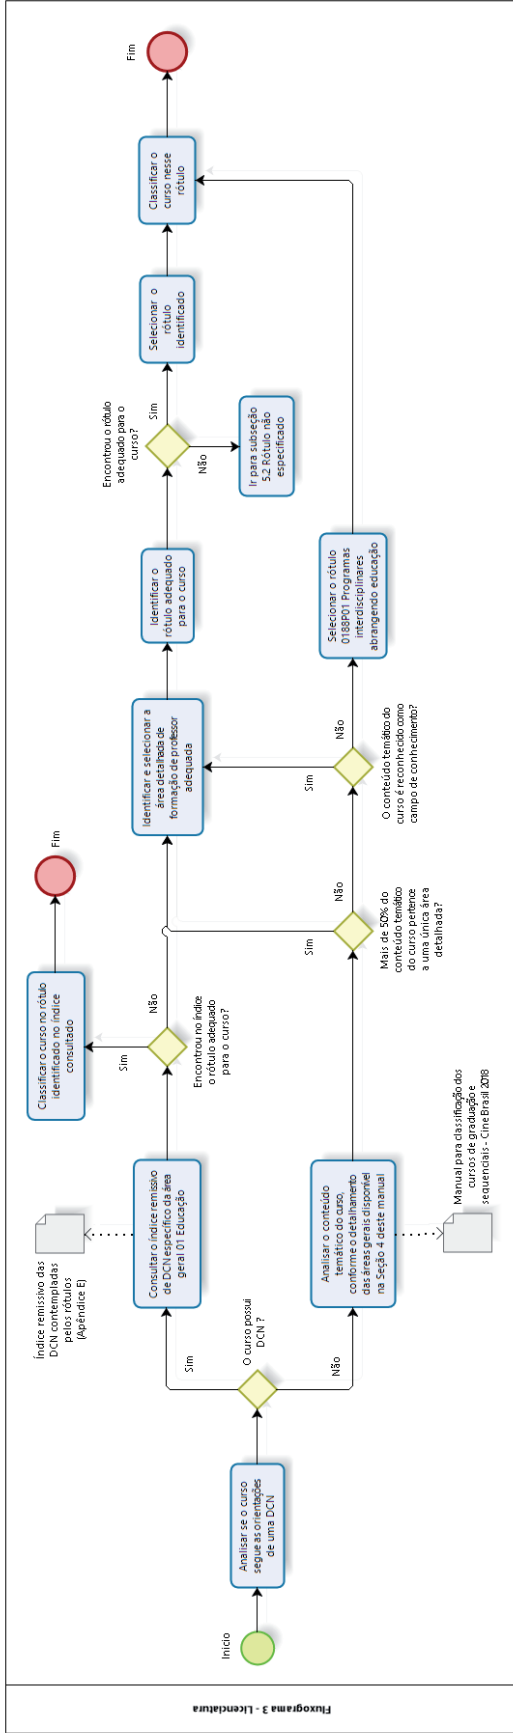 Fluxograma 3 - Licenciatura
Início
Analisar se o curso
segue as orientações
de uma DCN
O curso possui
DCN ?
Sim
Não
Consultar o índice remissivo
de DCN específico da área
geral 01 Educação
Índice remissivo das
DCN contempladas
pelos rótulos
(Apêndice E)
Encontrou no índice
o rótulo adequado
para o curso?
Sim
Não
Classificar o curso no rótulo
identificado no índice
consultado
Fim
Analisar o conteúdo
temático do curso,
conforme o detalhamento
das áreas gerais disponível
na Seção 4 deste manual
Manual para classificação dos
cursos de graduação e
sequenciais - Cine Brasil 2018
Mais de 50% do
conteúdo temático
do curso pertence
a uma única área
detalhada?
Sim
Não
O conteúdo temático do
curso é reconhecido como
campo de conhecimento?
Sim
Não
Identificar e selecionar a
área detalhada de
formação de professor
adequada
Identificar o
rótulo adequado
para o curso
Encontrou o rótulo
adequado para o
curso?
Sim
Não
Ir para subseção
5.2 Rótulo não
especificado
Selecionar o
rótulo
identificado
Selecionar o rótulo
0188P01 Programas
interdisciplinares
abrangendo educação
Classificar o
curso nesse
rótulo
Fim